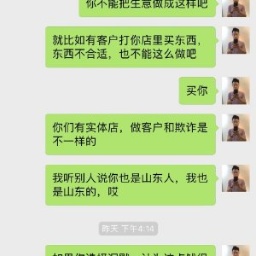 你不能把生意做成这样吧
就比如有客户打你店里买东西,
东西不合适,也不能这么做吧
买你
你们有实体店,做客户和欺诈是
不一样的
我听别人说你也是山东人,我也
是山东的,哎
昨天 下午4:14